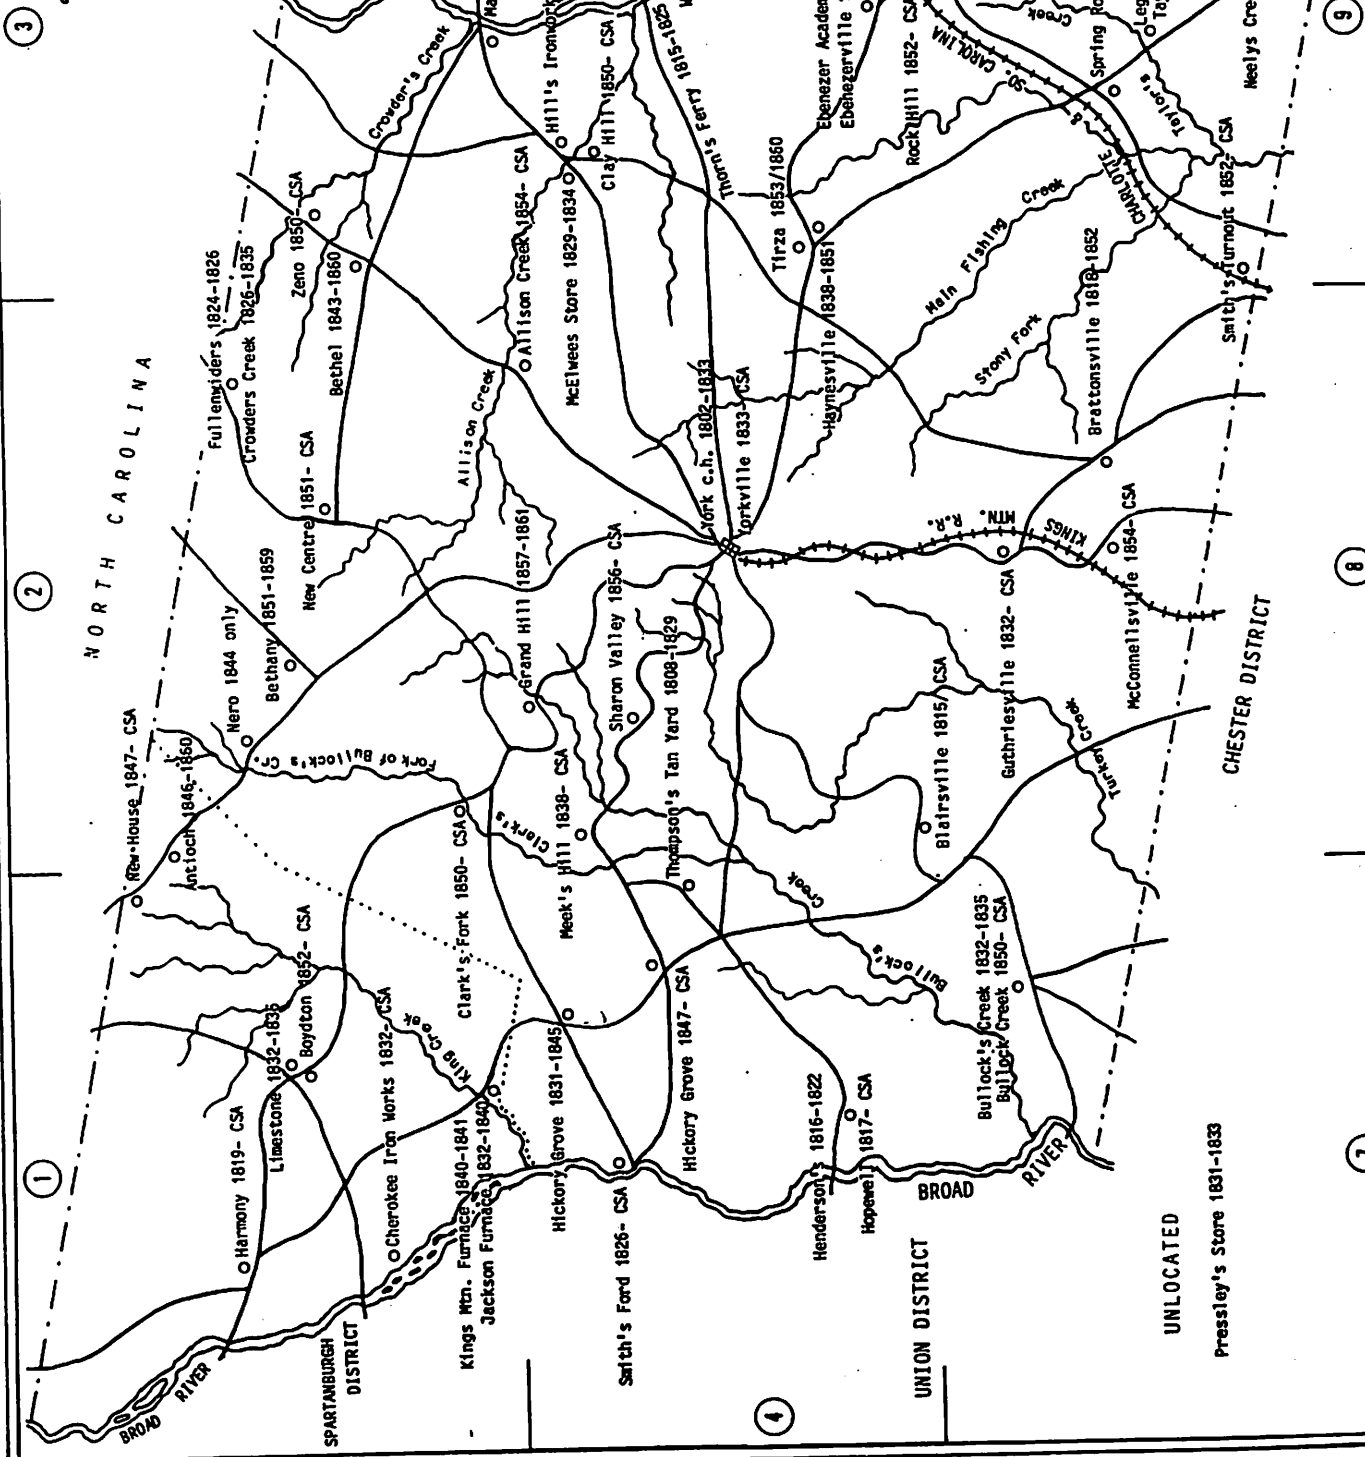 3
2
1
9
8
4
NORTH CAROLINA
CHESTER DISTRICT
UNION DISTRICT
SPARTANBURGH
DISTRICT
BROAD
RIVER
BROAD
RIVER
UNLOCATED
Pressley's Store 1831-1833
New House 1847- CSA
Antioch 1846-1860
Nero 1844 only
Bethany 1851-1859
New Centre 1851- CSA
Fullenwiders 1824-1826
Crowders Creek 1826-1835
Zeno 1850- CSA
Bethel 1843-1860
Crowder's Creek
Hill's Ironwork
Clay Hill 1850- CSA
Allison Creek 1854- CSA
McElwees Store 1829-1834
Allison Creek
Thorn's Ferry 1815-1825
Ebenezer Academ
Ebenezerville
Rock Hill 1852- CSA
Tirza 1853/1860
SO. CAROLINA
&
CHARLOTTE
Creek
Spring Ro
Leg
Ta
Taylor's
Neelys Cre
Smith's Turnout 1852- CSA
Main Fishing Creek
Haynesville 1838-1851
Stony Fork
Brattonsville 1818-1852
York c.h. 1802-1833
Yorkville 1833- CSA
KINGS MTN. R.R.
McConnellsville 1854- CSA
Guthriesville 1832- CSA
Grand Hill 1857-1861
Sharon Valley 1856- CSA
Thompson's Tan Yard 1808-1829
Fork of Bullock's Cr.
Clark's
Clark's Fork 1850- CSA
Meek's Hill 1838- CSA
Blairsville 1815/ CSA
Turkey Creek
Bullock's Creek
Bullock's Creek 1832-1835
Bullock Creek 1850- CSA
Boydton 1852- CSA
Limestone 1832-1835
Harmony 1819- CSA
Cherokee Iron Works 1832- CSA
King Creek
Kings Mtn. Furnace 1840-1841
Jackson Furnace 1832-1840
Hickory Grove 1831-1845
Hickory Grove 1847- CSA
Smith's Ford 1826- CSA
Henderson's 1816-1822
Hopewell 1817- CSA